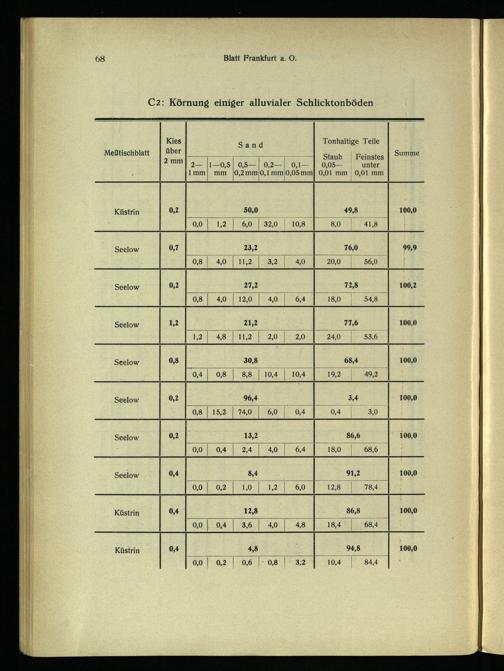 68
Blatt Frankfurt a. O.
C2: Körnung einiger alluvialer Schlicktonböden
Meßtischblatt Kies über 2 mm Sand Tonhaltige Teile Summe
2—1 mm 1—0,5 mm 0,5—0,2 mm 0,2—0,1 mm 0,1—0,05 mm Staub 0,05—0,01 mm Feinstes unter 0,01 mm
Küstrin 0,2 50,0 49,8 100,0
0,0 1,2 6,0 32,0 10,8 8,0 41,8
Seelow 0,7 23,2 76,0 99,9
0,8 4,0 11,2 3,2 4,0 20,0 56,0
Seelow 0,2 27,2 72,8 100,2
0,8 4,0 12,0 4,0 6,4 18,0 54,8
Seelow 1,2 21,2 77,6 100,0
1,2 4,8 11,2 2,0 2,0 24,0 53,6
Seelow 0,8 30,8 68,4 100,0
0,4 0,8 8,8 10,4 10,4 19,2 49,2
Seelow 0,2 96,4 3,4 100,0
0,8 15,2 74,0 6,0 0,4 0,4 3,0
Seelow 0,2 13,2 86,6 100,0
0,0 0,4 2,4 4,0 6,4 18,0 68,6
Seelow 0,4 8,4 91,2 100,0
0,0 0,2 1,0 1,2 6,0 12,8 78,4
Küstrin 0,4 12,8 86,8 100,0
0,0 0,4 3,6 4,0 4,8 18,4 68,4
Küstrin 0,4 4,8 94,8 100,0
0,0 0,2 0,6 0,8 3,2 10,4 84,4